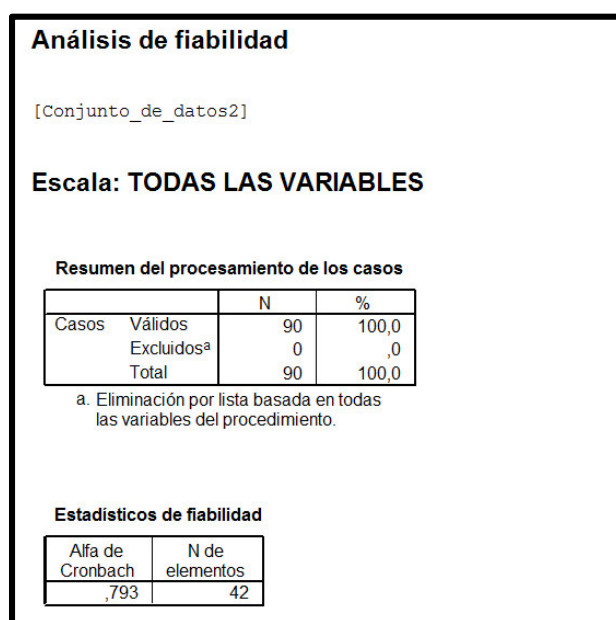 Análisis de fiabilidad
[Conjunto_de_datos2]
Escala: TODAS LAS VARIABLES
Resumen del procesamiento de los casos
N %
Casos Válidos 90 100,0
Excluidosa 0 ,0
Total 90 100,0
a. Eliminación por lista basada en todas
las variables del procedimiento.
Estadísticos de fiabilidad
Alfa de N de
Cronbach elementos
,793 42